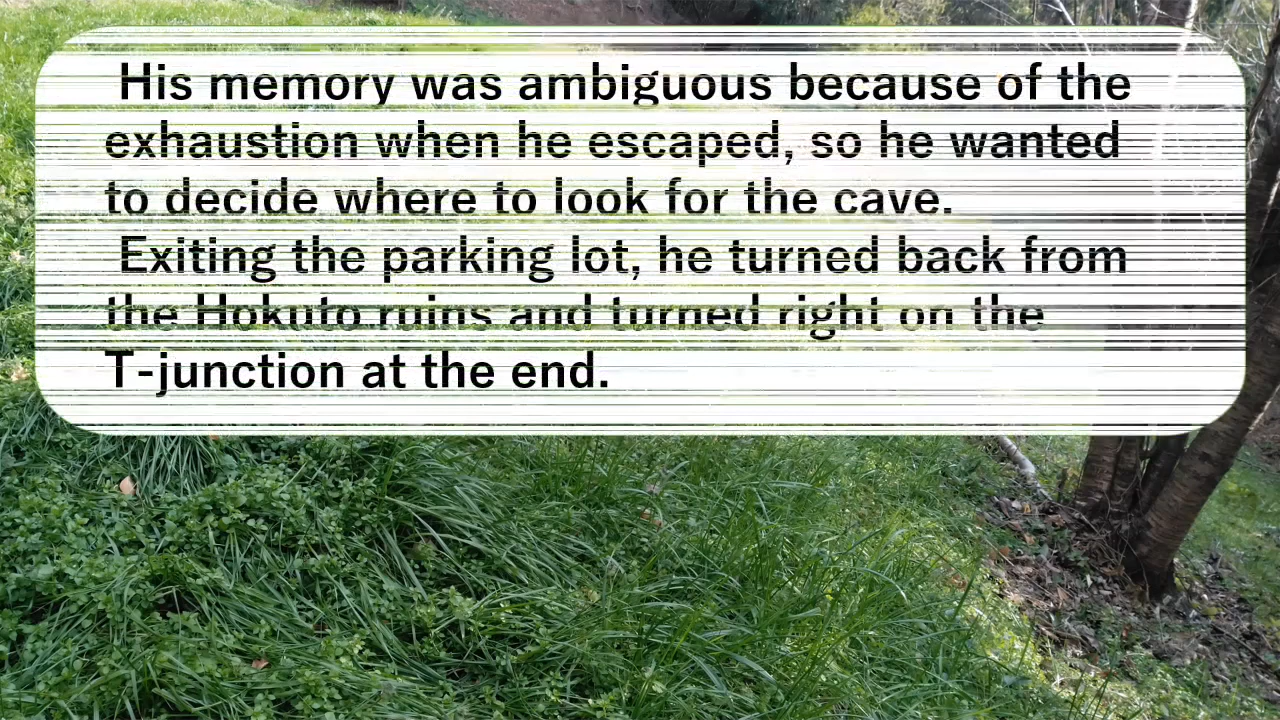 His memory was ambiguous because of the
exhaustion when he escaped, so he wanted
to decide where to look for the cave.
Exiting the parking lot, he turned back from
the Hokuto ruins and turned right on the
T-junction at the end.